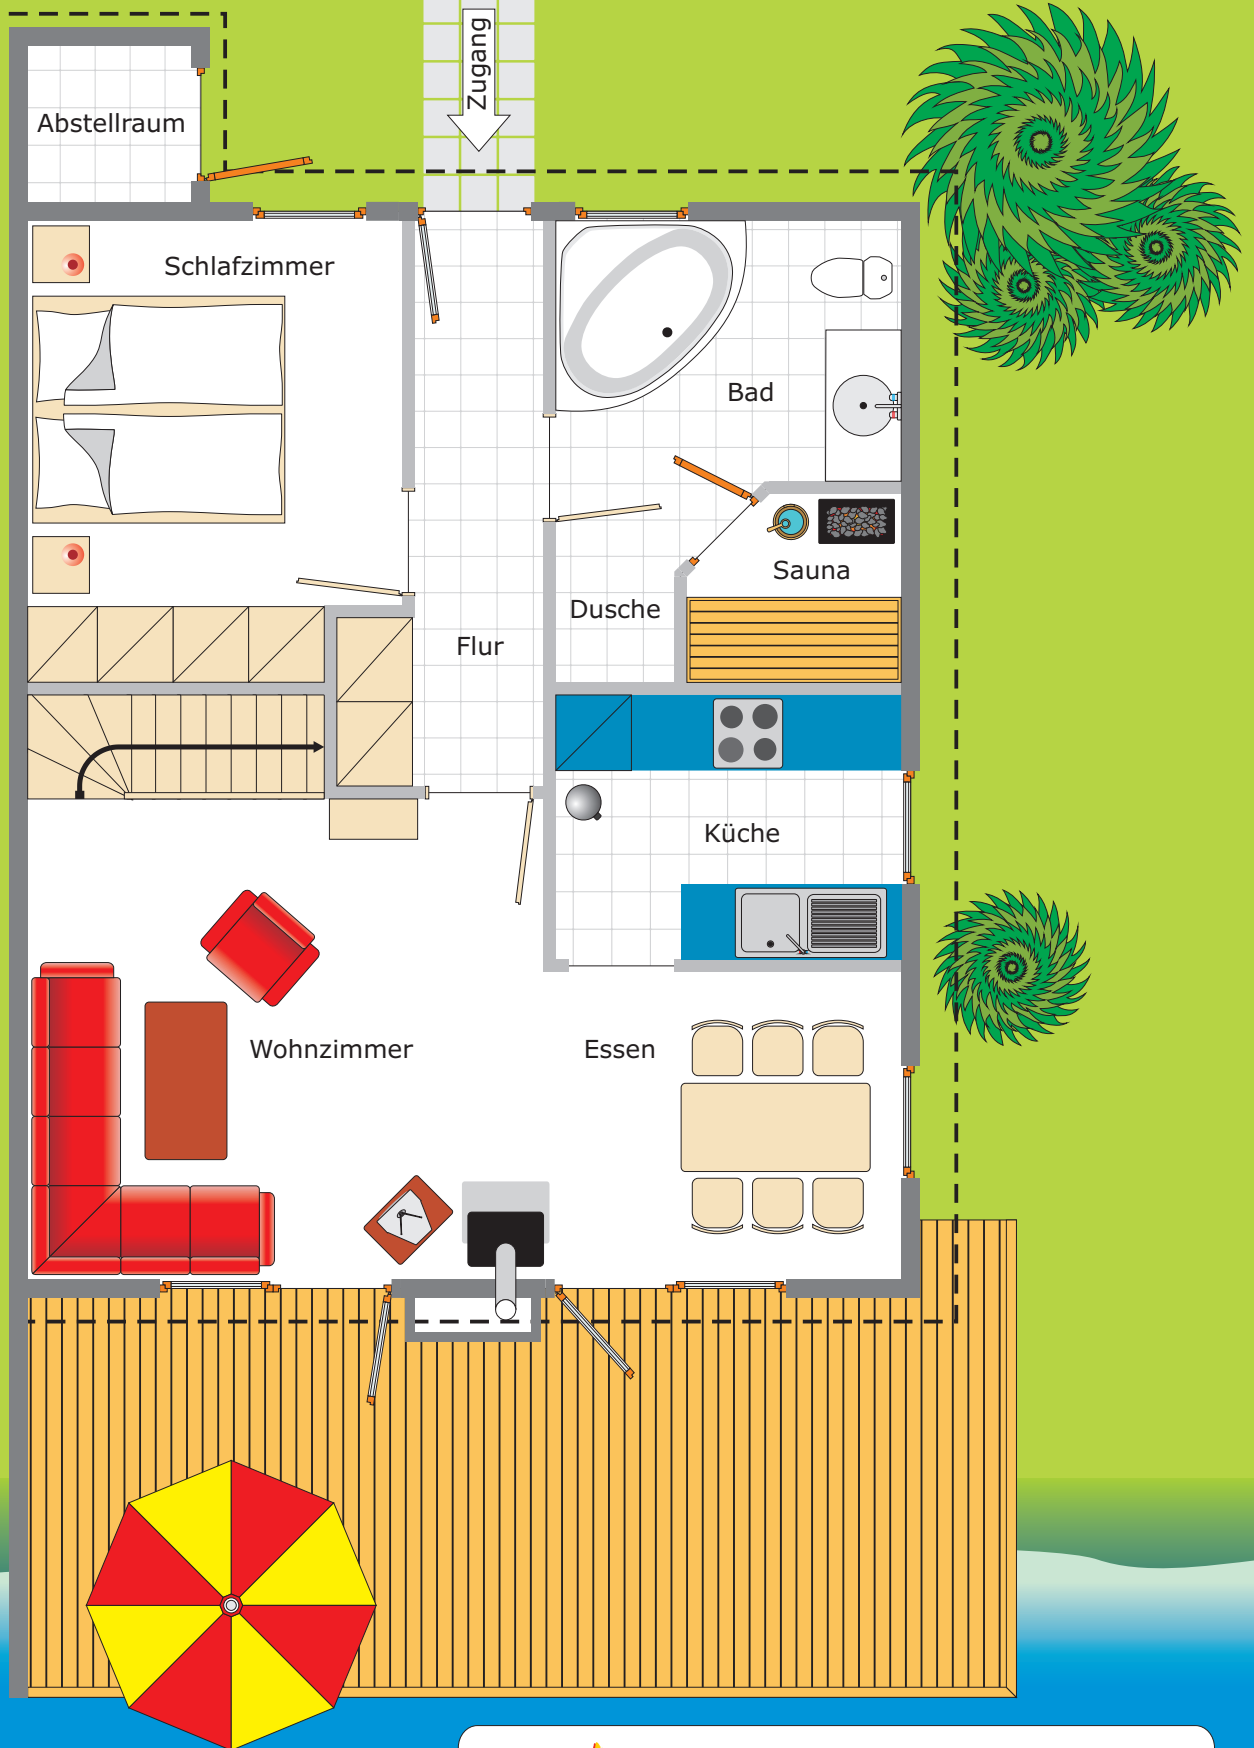 Zugang
Abstellraum
Schlafzimmer
Bad
Sauna
Dusche
Flur
Küche
Wohnzimmer
Essen